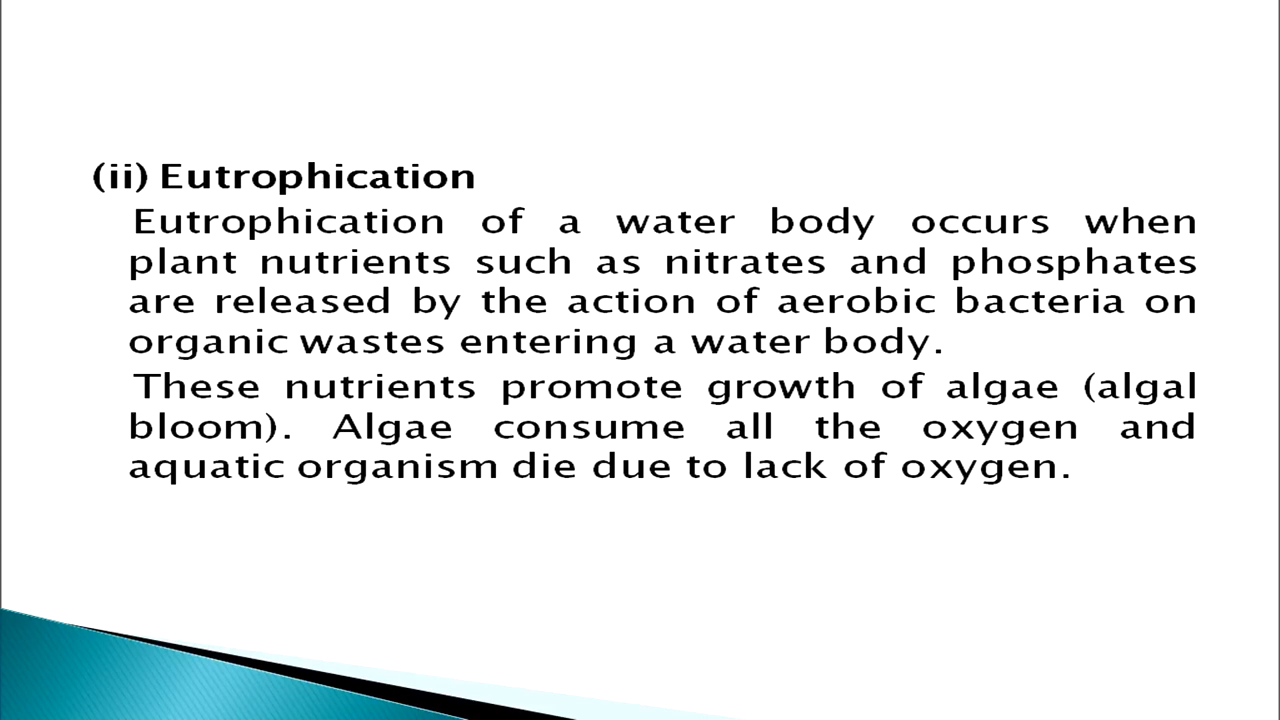 (ii) Eutrophication
Eutrophication of a water body occurs when
plant nutrients such as nitrates and phosphates
are released by the action of aerobic bacteria on
organic wastes entering a water body.
These nutrients promote growth of algae (algal
bloom). Algae consume all the oxygen and
aquatic organism die due to lack of oxygen.